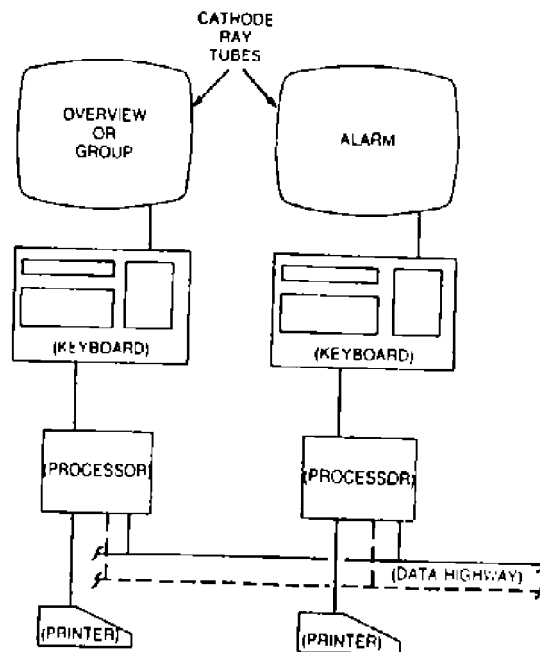 CATHODE
RAY
TUBES
OVERVIEW
OR
GROUP
ALARM
(KEYBOARD)
(KEYBOARD)
(PROCESSOR)
(PROCESSOR)
(DATA HIGHWAY)
(PRINTER)
(PRINTER)